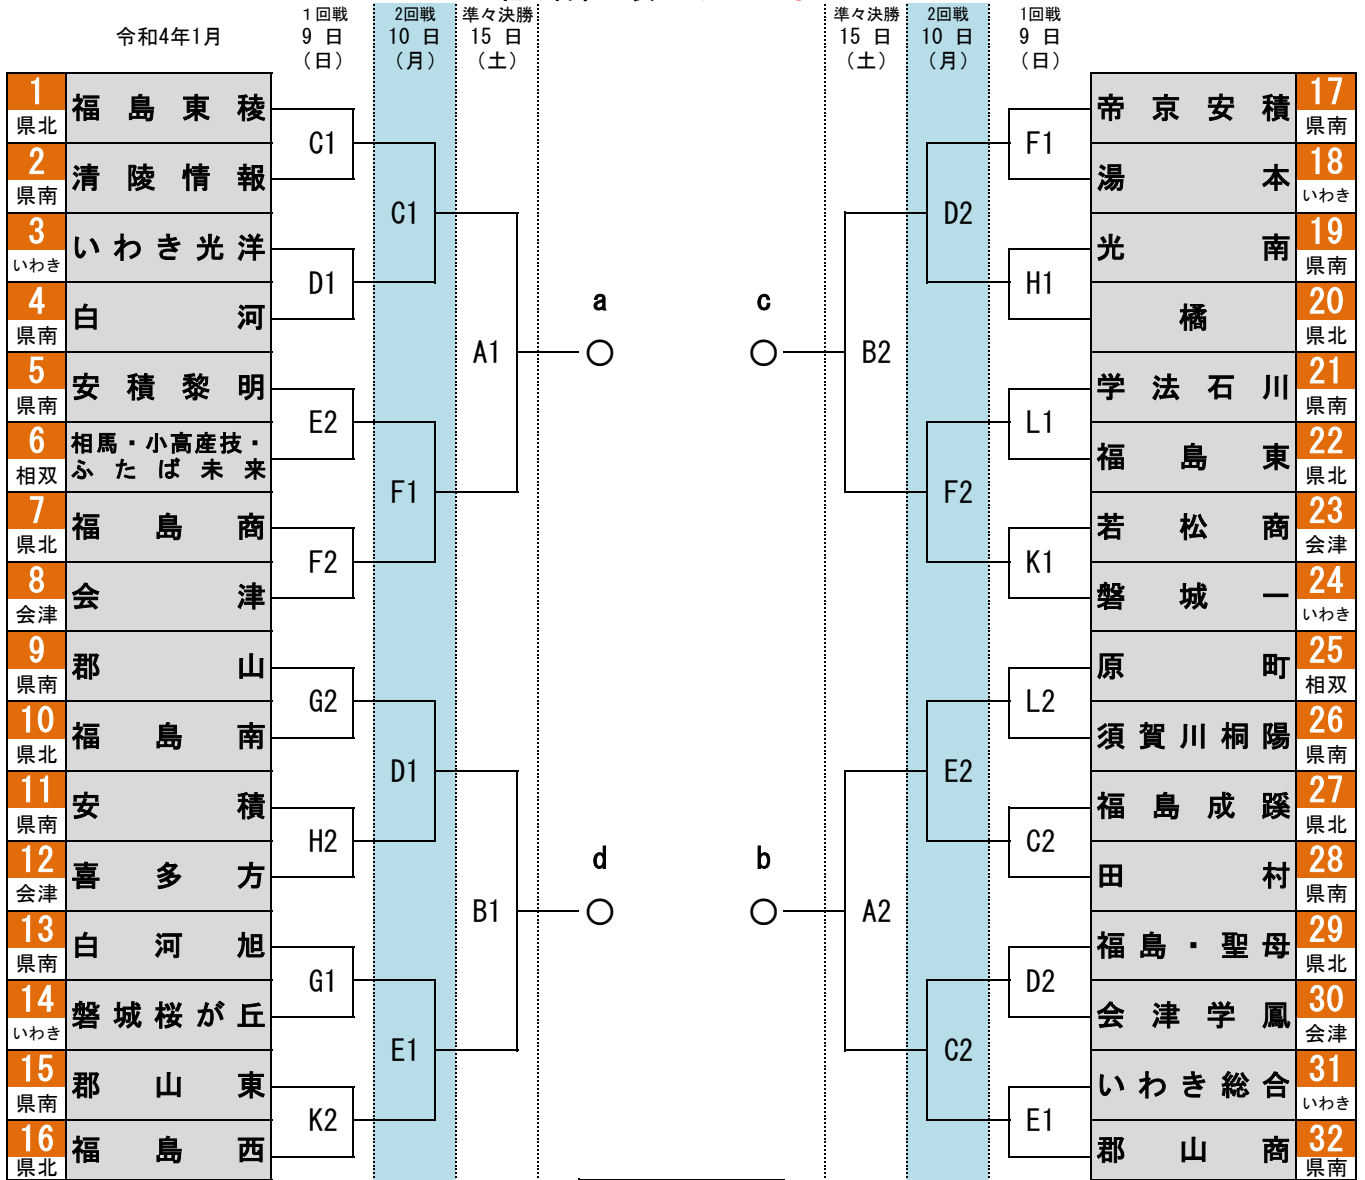 令和4年1月
1回戦 2回戦 準々決勝 準々決勝 2回戦 1回戦
9 日 10 日 15 日 15 日 10 日 9 日
（日） （月） （土） （土） （月） （日）
1 県北 福島東稜
2 県南 清陵情報
3 いわき いわき光洋
4 県南 白河
5 県南 安積黎明
6 相双 相馬・小高産技・
ふたば未来
7 県北 福島商
8 会津 会津
9 県南 郡山
10 県北 福島南
11 県南 安積
12 会津 喜多方
13 県南 白河旭
14 いわき 磐城桜が丘
15 県南 郡山東
16 県北 福島西
C1
D1
E2
F2
G2
H2
G1
K2
C1
F1
D1
E1
A1
B1
a
d
c
b
B2
A2
D2
F2
E2
C2
F1
H1
L1
K1
L2
C2
D2
E1
帝京安積 17 県南
湯本 18 いわき
光南 19 県南
橘 20 県北
学法石川 21 県南
福島東 22 県北
若松商 23 会津
磐城一 24 いわき
原町 25 相双
須賀川桐陽 26 県南
福島成蹊 27 県北
田村 28 県南
福島・聖母 29 県北
会津学鳳 30 会津
いわき総合 31 いわき
郡山商 32 県南